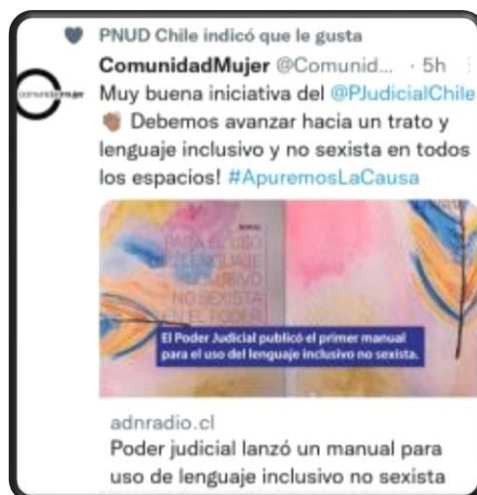 PNUD Chile indicó que le gusta
ComunidadMujer @Comunid... · 5h
comunidadmujer
Muy buena iniciativa del @PJudicialChile
👏🏽 Debemos avanzar hacia un trato y
lenguaje inclusivo y no sexista en todos
los espacios! #ApuremosLaCausa
PARA EL USO
DEL LENGUAJE
INCLUSIVO
NO SEXISTA
EN EL PODER
El Poder Judicial publicó el primer manual
para el uso del lenguaje inclusivo no sexista.
adnradio.cl
Poder judicial lanzó un manual para
uso de lenguaje inclusivo no sexista